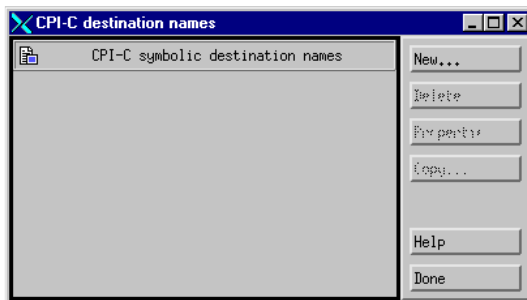 CPI-C destination names
CPI-C symbolic destination names
New...
Delete
Properties
Copy...
Help
Done